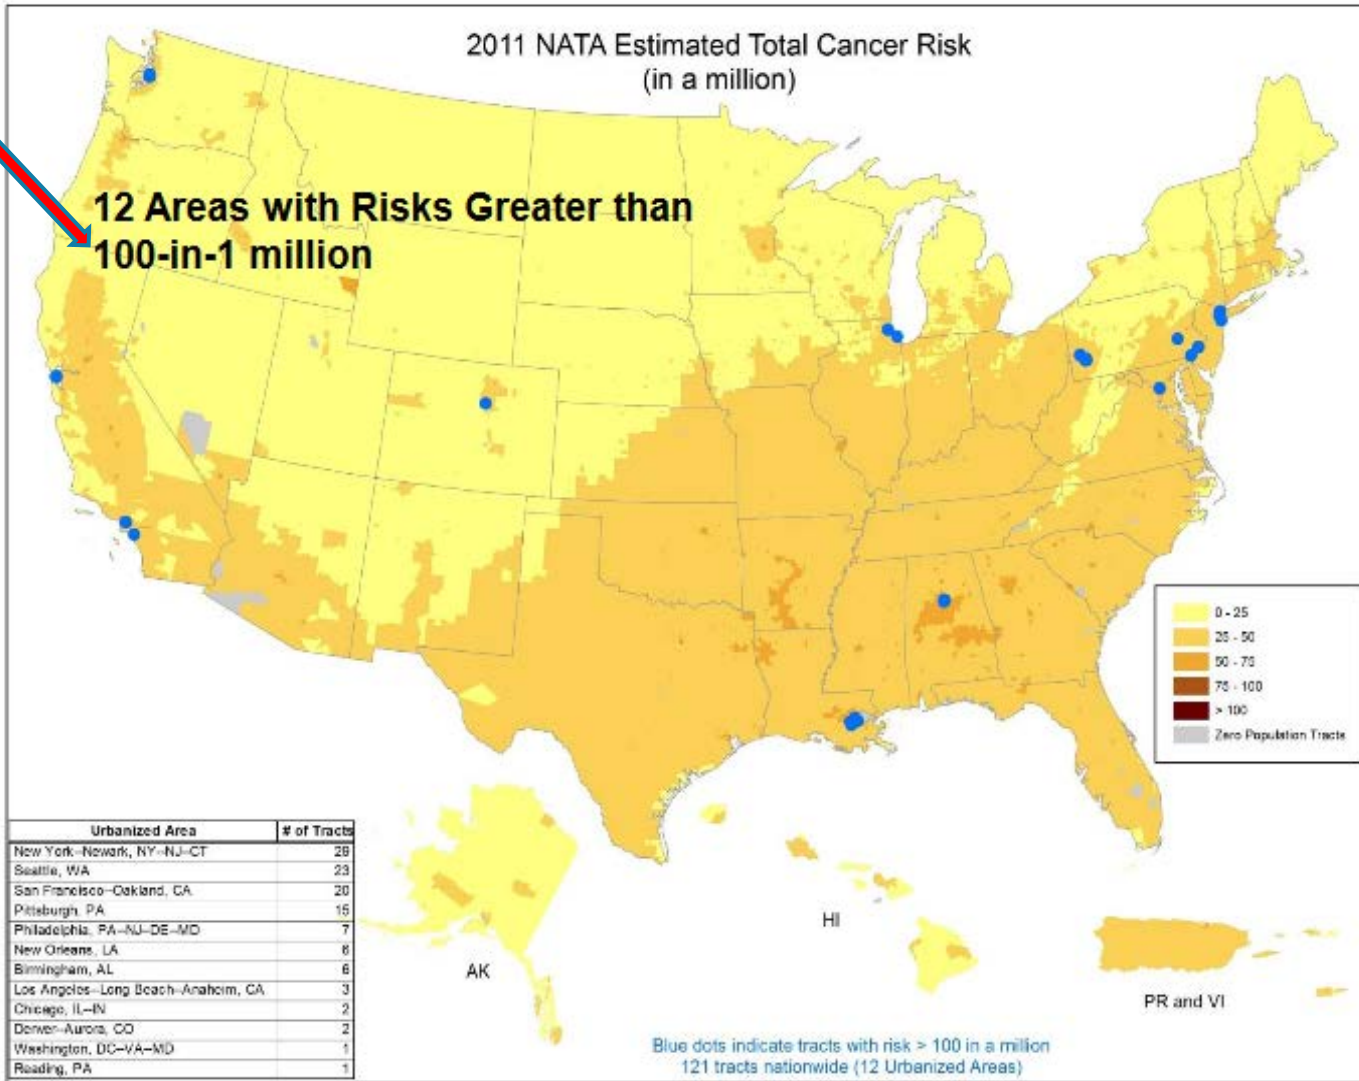 2011 NATA Estimated Total Cancer Risk
(in a million)
12 Areas with Risks Greater than
100-in-1 million
0 - 25
25 - 50
50 - 75
75 - 100
> 100
Zero Population Tracts
Urbanized Area # of Tracts
New York--Newark, NY--NJ--CT 29
Seattle, WA 23
San Francisco--Oakland, CA 20
Pittsburgh, PA 15
Philadelphia, PA--NJ--DE--MD 7
New Orleans, LA
Birmingham, AL 6
Los Angeles--Long Beach--Anaheim, CA 3
Chicago, IL--IN 2
Denver--Aurora, CO 2
Washington, DC--VA--MD 1
Reading, PA 1
AK
HI
PR and VI
Blue dots indicate tracts with risk > 100 in a million
121 tracts nationwide (12 Urbanized Areas)